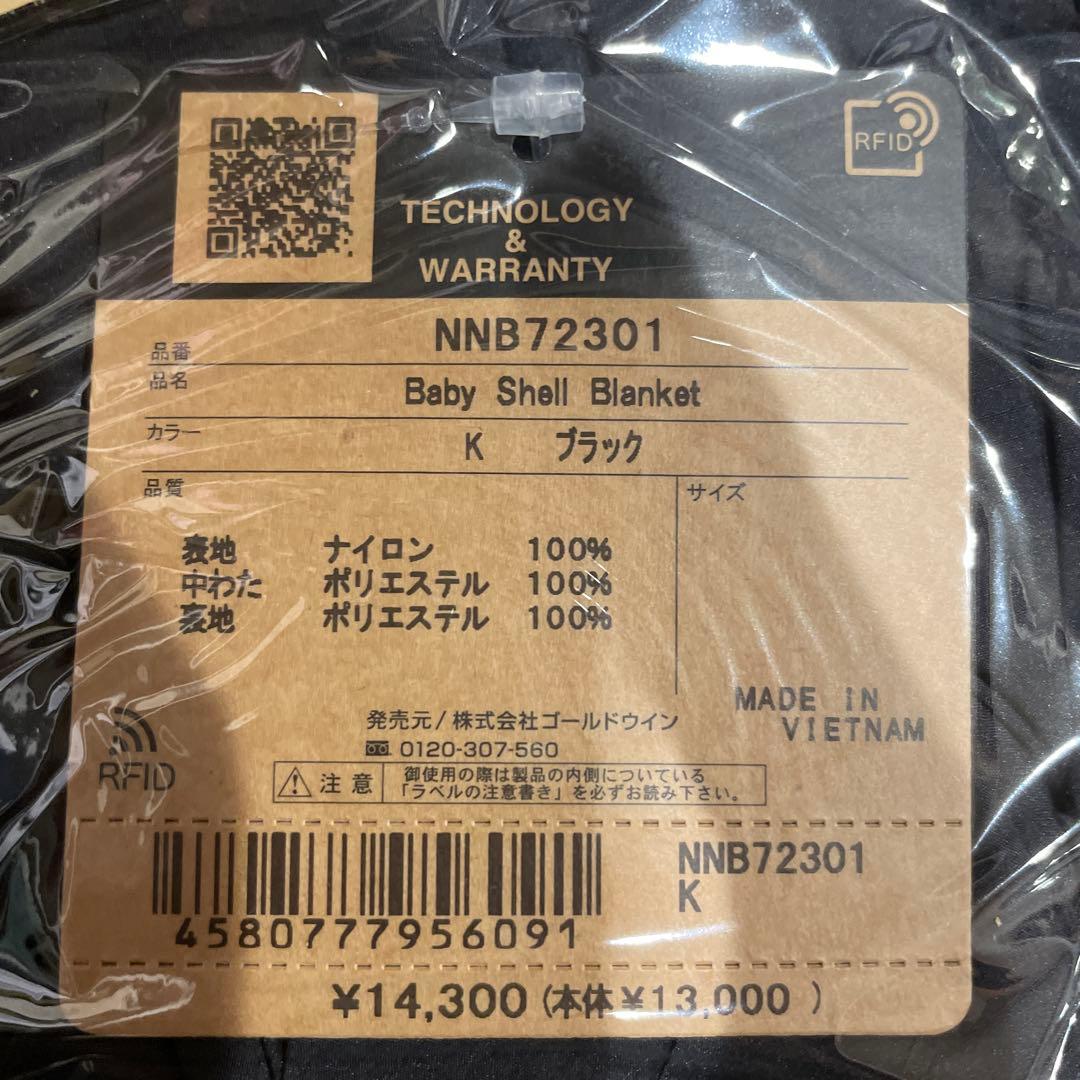 RFID
TECHNOLOGY
&
WARRANTY
品番 NNB72301
品名 Baby Shell Blanket
カラー K ブラック
品質 サイズ
表地 ナイロン 100%
中わた ポリエステル 100%
裏地 ポリエステル 100%
MADE IN
VIETNAM
発売元/株式会社ゴールドウイン
0120-307-560
RFID
注意 御使用の際は製品の内側についている
「ラベルの注意書き」を必ずお読み下さい。
NNB72301
K
4580777956091
¥14,300(本体¥13,000 )